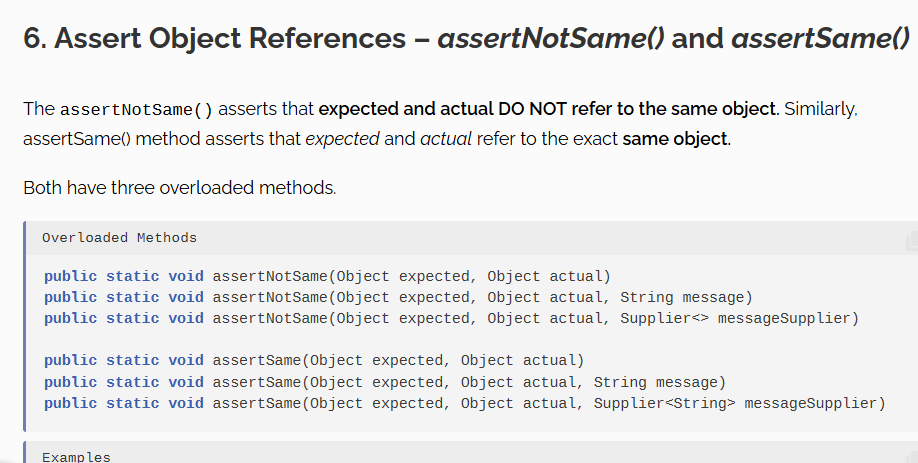 6. Assert Object References – assertNotSame() and assertSame()
The assertNotSame() asserts that expected and actual DO NOT refer to the same object. Similarly,
assertSame() method asserts that expected and actual refer to the exact same object.
Both have three overloaded methods.
Overloaded Methods
public static void assertNotSame(Object expected, Object actual)
public static void assertNotSame(Object expected, Object actual, String message)
public static void assertNotSame(Object expected, Object actual, Supplier<> messageSupplier)
public static void assertSame(Object expected, Object actual)
public static void assertSame(Object expected, Object actual, String message)
public static void assertSame(Object expected, Object actual, Supplier<String> messageSupplier)
Examples